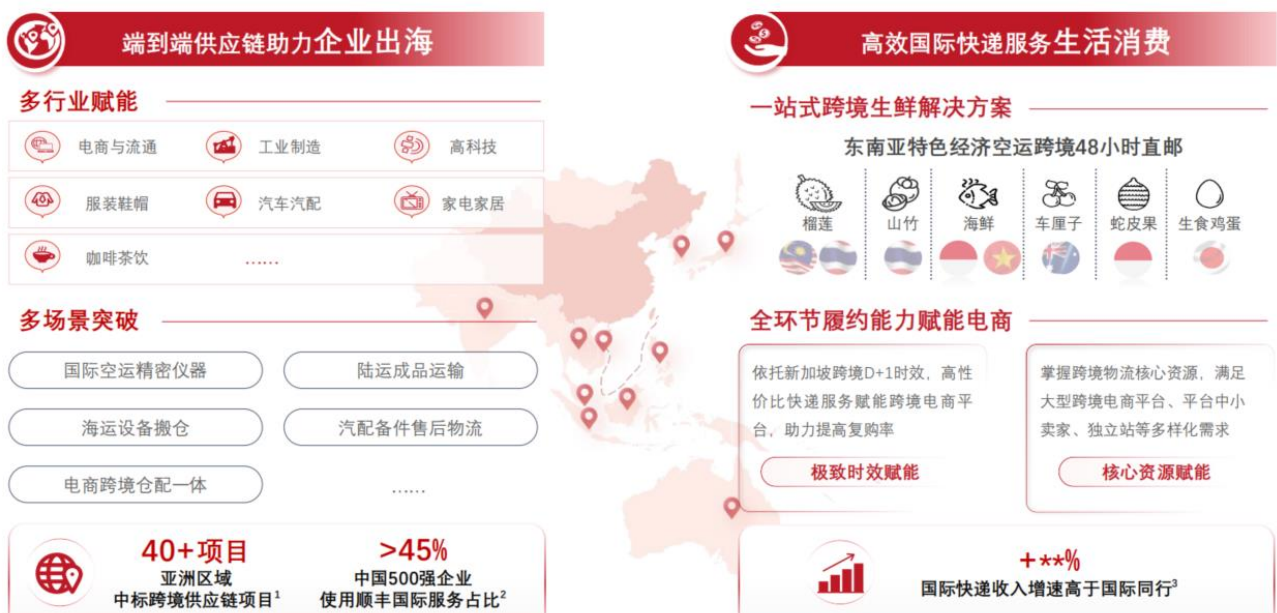 端到端供应链助力企业出海
多行业赋能
电商与流通
工业制造
高科技
服装鞋帽
汽车汽配
家电家居
咖啡茶饮
……
多场景突破
国际空运精密仪器
陆运成品运输
海运设备搬仓
汽配备件售后物流
电商跨境仓配一体
……
40+项目
亚洲区域
中标跨境供应链项目1
>45%
中国500强企业
使用顺丰国际服务占比2
高效国际快递服务生活消费
一站式跨境生鲜解决方案
东南亚特色经济空运跨境48小时直邮
榴莲
山竹
海鲜
车厘子
蛇皮果
生食鸡蛋
全环节履约能力赋能电商
依托新加坡跨境D+1时效，高性
价比快递服务赋能跨境电商平
台，助力提高复购率
极致时效赋能
掌握跨境物流核心资源，满足
大型跨境电商平台、平台中小
卖家、独立站等多样化需求
核心资源赋能
+**%
国际快递收入增速高于国际同行3